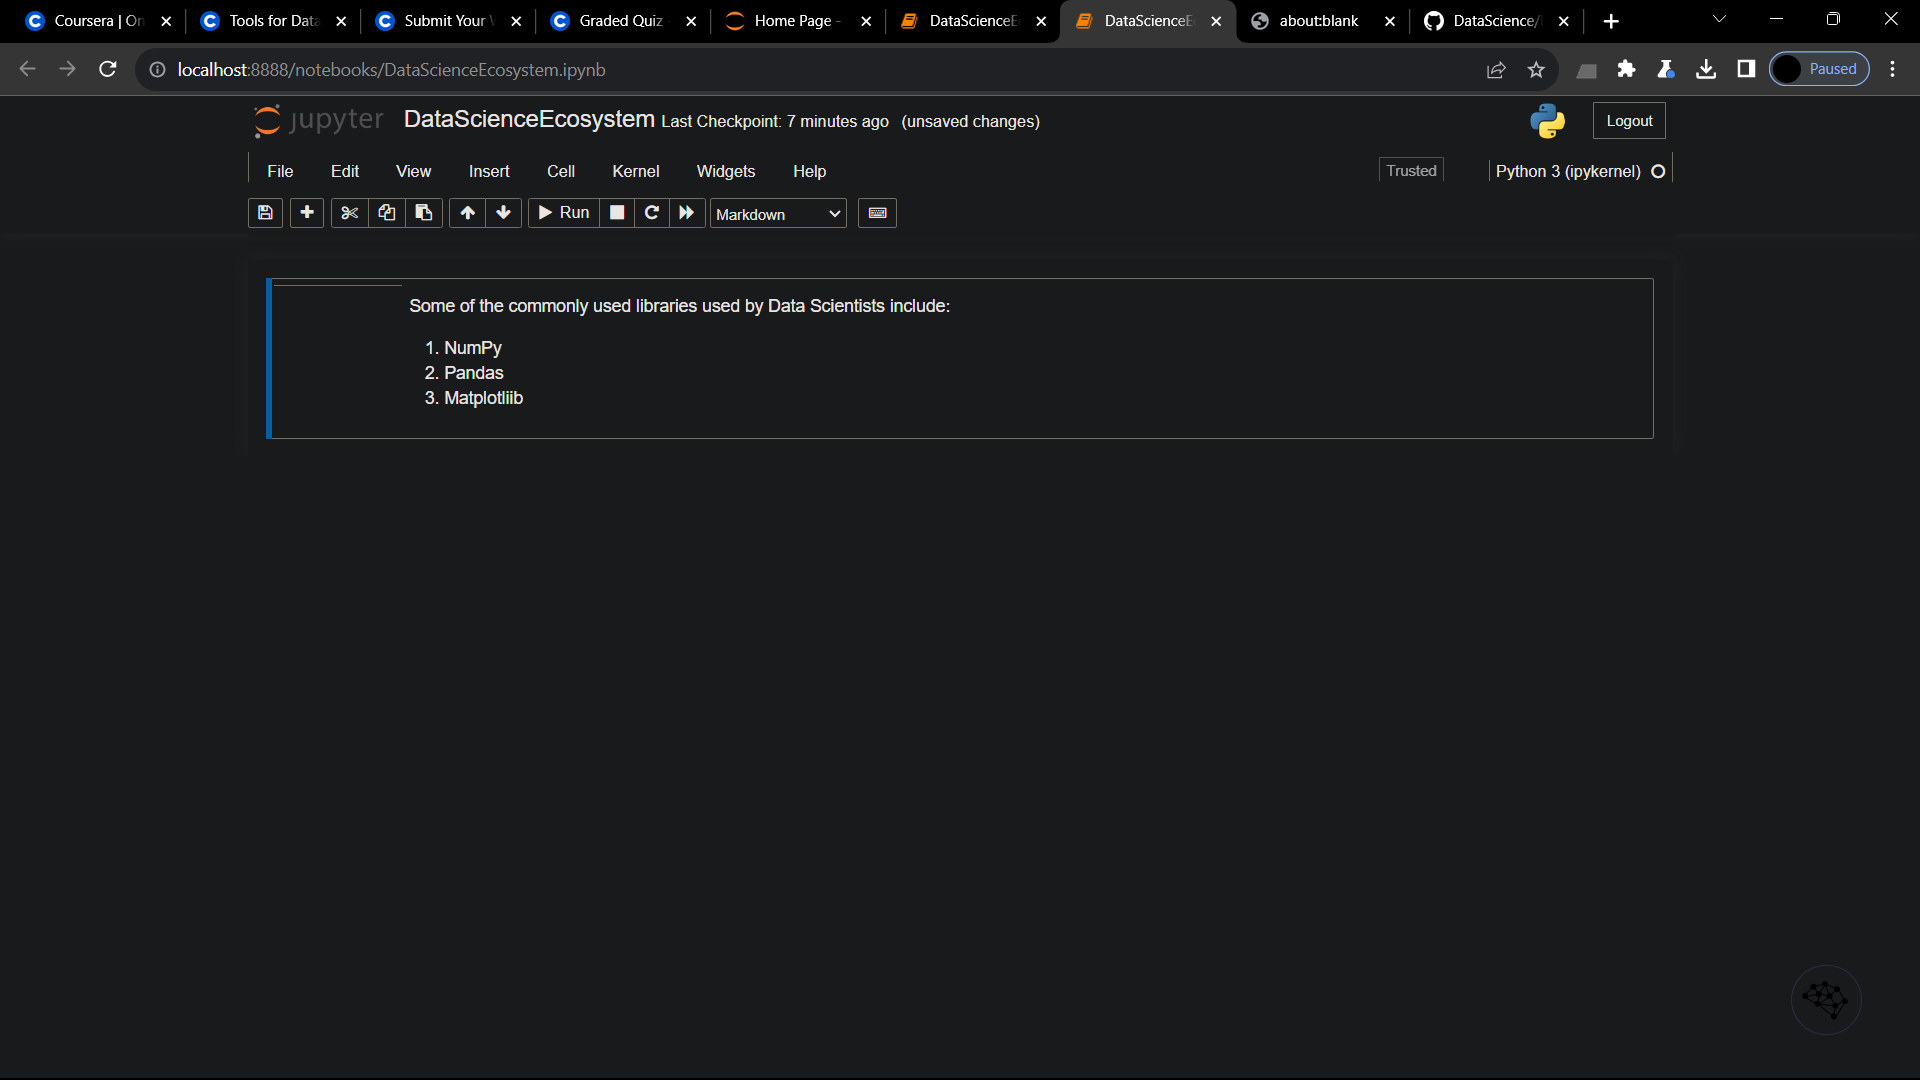 Coursera | On
Tools for Data
Submit Your
Graded Quiz
Home Page -
DataScienceE
DataScienceE
about:blank
DataScience/
localhost:8888/notebooks/DataScienceEcosystem.ipynb
Paused
jupyter DataScienceEcosystem Last Checkpoint: 7 minutes ago (unsaved changes)
Logout
File Edit View Insert Cell Kernel Widgets Help
Trusted
Python 3 (ipykernel)
Run
Markdown
Some of the commonly used libraries used by Data Scientists include:
1. NumPy
2. Pandas
3. Matplotliib